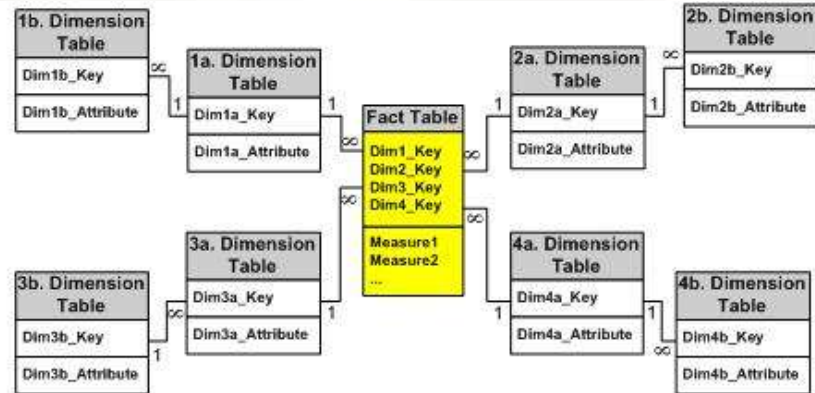 1b. Dimension
Table
Dim1b_Key
Dim1b_Attribute
∞
1
1a. Dimension
Table
Dim1a_Key
Dim1a_Attribute
1
∞
Fact Table
Dim1_Key
Dim2_Key
Dim3_Key
Dim4_Key
Measure1
Measure2
...
∞
1
2a. Dimension
Table
Dim2a_Key
Dim2a_Attribute
1
∞
2b. Dimension
Table
Dim2b_Key
Dim2b_Attribute
3b. Dimension
Table
Dim3b_Key
Dim3b_Attribute
1
∞
3a. Dimension
Table
Dim3a_Key
Dim3a_Attribute
1
∞
∞
1
4a. Dimension
Table
Dim4a_Key
Dim4a_Attribute
1
∞
4b. Dimension
Table
Dim4b_Key
Dim4b_Attribute